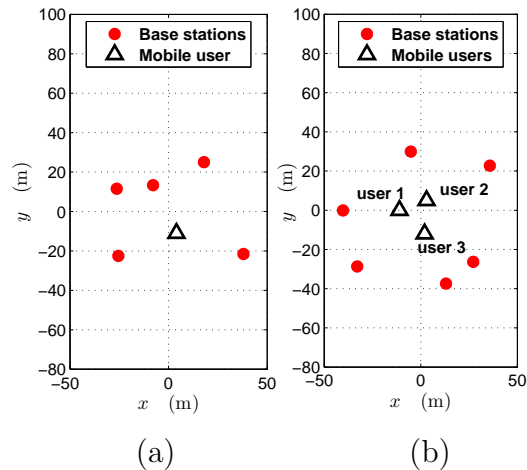 100
80
60
40
20
0
−20
−40
−60
−80
−50
0
50
x (m)
y (m)
Base stations
Mobile user
(a)
100
80
60
40
20
0
−20
−40
−60
−80
−50
0
50
x (m)
y (m)
Base stations
Mobile users
user 1
user 2
user 3
(b)